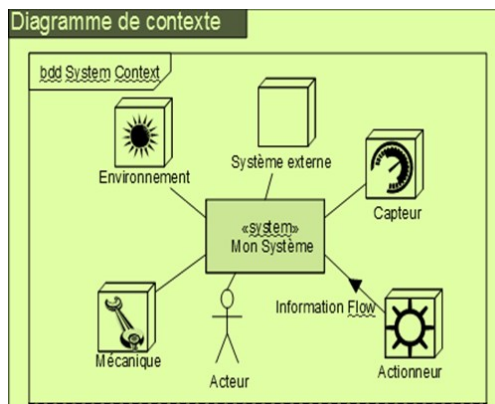 Diagramme de contexte
bdd System Context
Système externe
Environnement
Capteur
«system»
Mon Système
Information Flow
Mécanique
Acteur
Actionneur